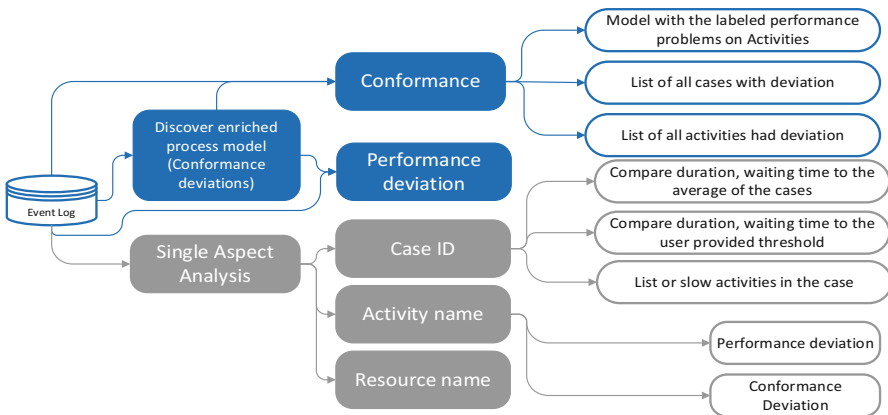 Model with the labeled performance
problems on Activities
Conformance
List of all cases with deviation
Discover enriched
process model
(Conformance
deviations)
List of all activities had deviation
Performance
deviation
Compare duration, waiting time to the
average of the cases
Event Log
Single Aspect
Analysis
Case ID
Compare duration, waiting time to
the user provided threshold
List or slow activities in the case
Activity name
Performance deviation
Resource name
Conformance
Deviation